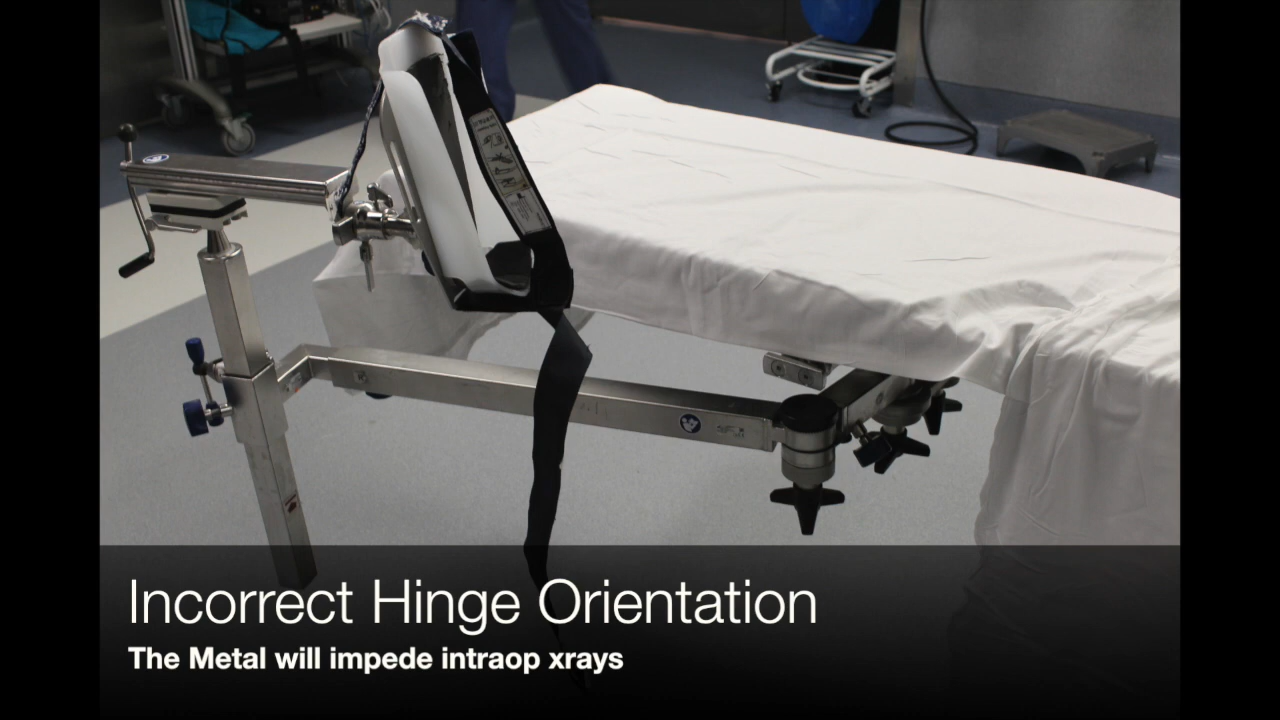 Incorrect Hinge Orientation
The Metal will impede intraop xrays